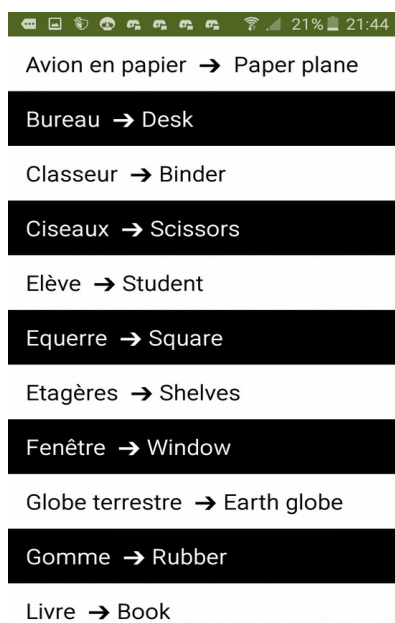 21% 21:44
Avion en papier → Paper plane
Bureau → Desk
Classeur → Binder
Ciseaux → Scissors
Elève → Student
Equerre → Square
Etagères → Shelves
Fenêtre → Window
Globe terrestre → Earth globe
Gomme → Rubber
Livre → Book